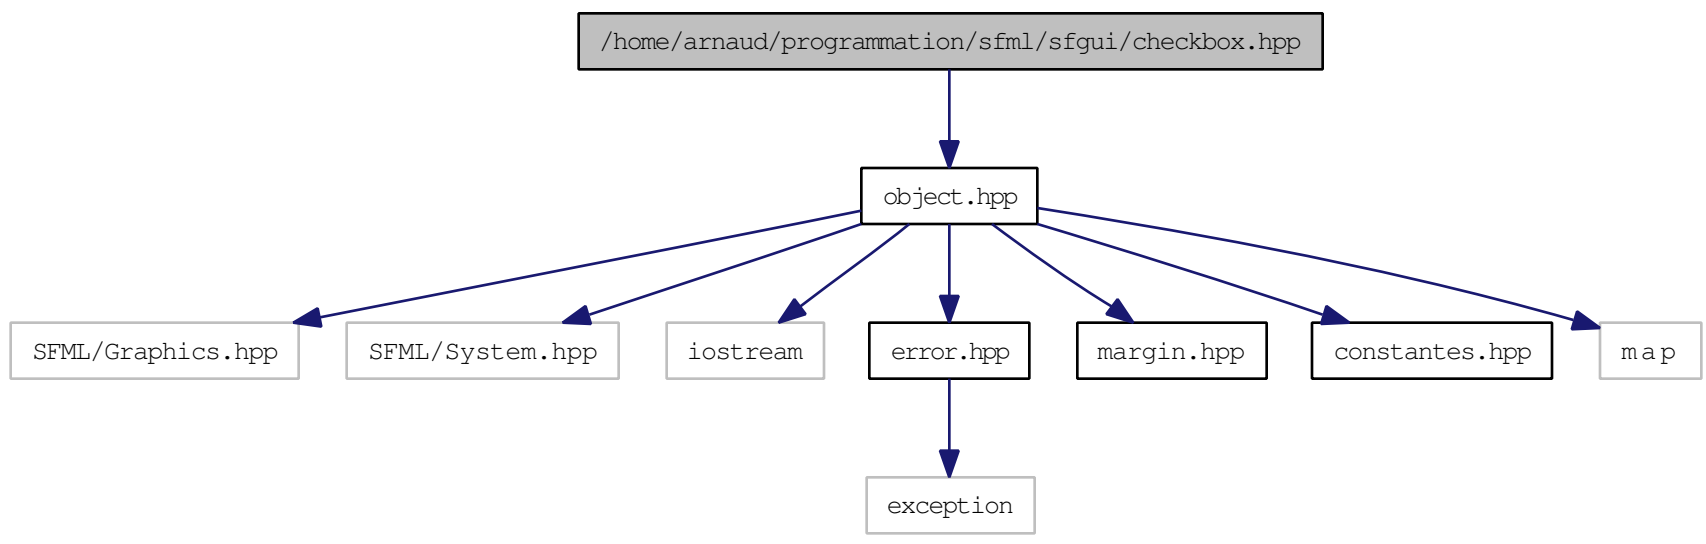 /home/arnaud/programmation/sfml/sfgui/checkbox.hpp
object.hpp
SFML/Graphics.hpp
SFML/System.hpp
iostream
error.hpp
margin.hpp
constantes.hpp
map
exception